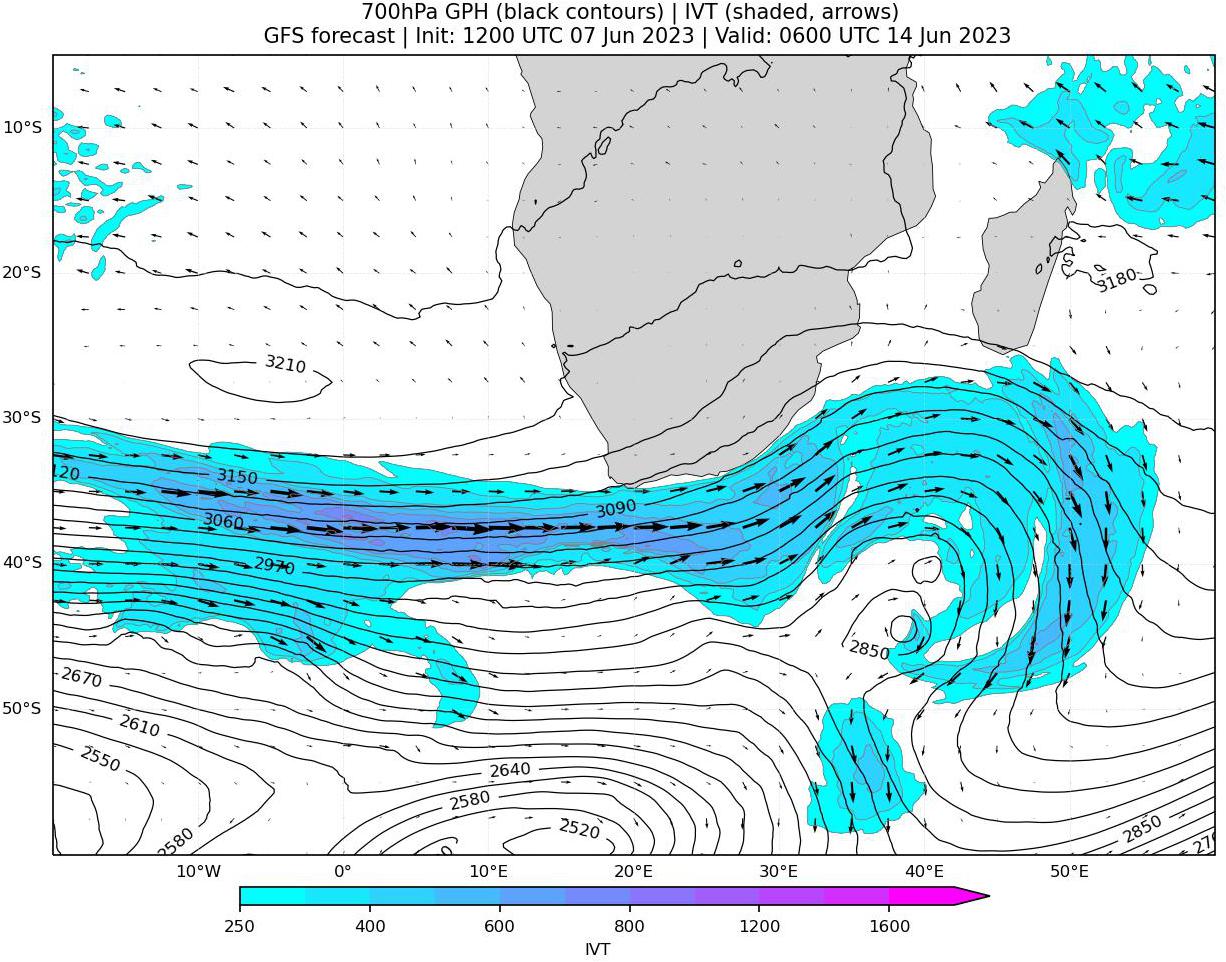 700hPa GPH (black contours) | IVT (shaded, arrows)
GFS forecast | Init: 1200 UTC 07 Jun 2023 | Valid: 0600 UTC 14 Jun 2023
10°S
20°S
3180
3210
30°S
120
3150
3090
3060
2970
40°S
2850
2670
50°S
2610
2550
2640
2580
2520
2580
2850
10°W
0°
10°E
20°E
30°E
40°E
50°E
250
400
600
800
1200
1600
IVT